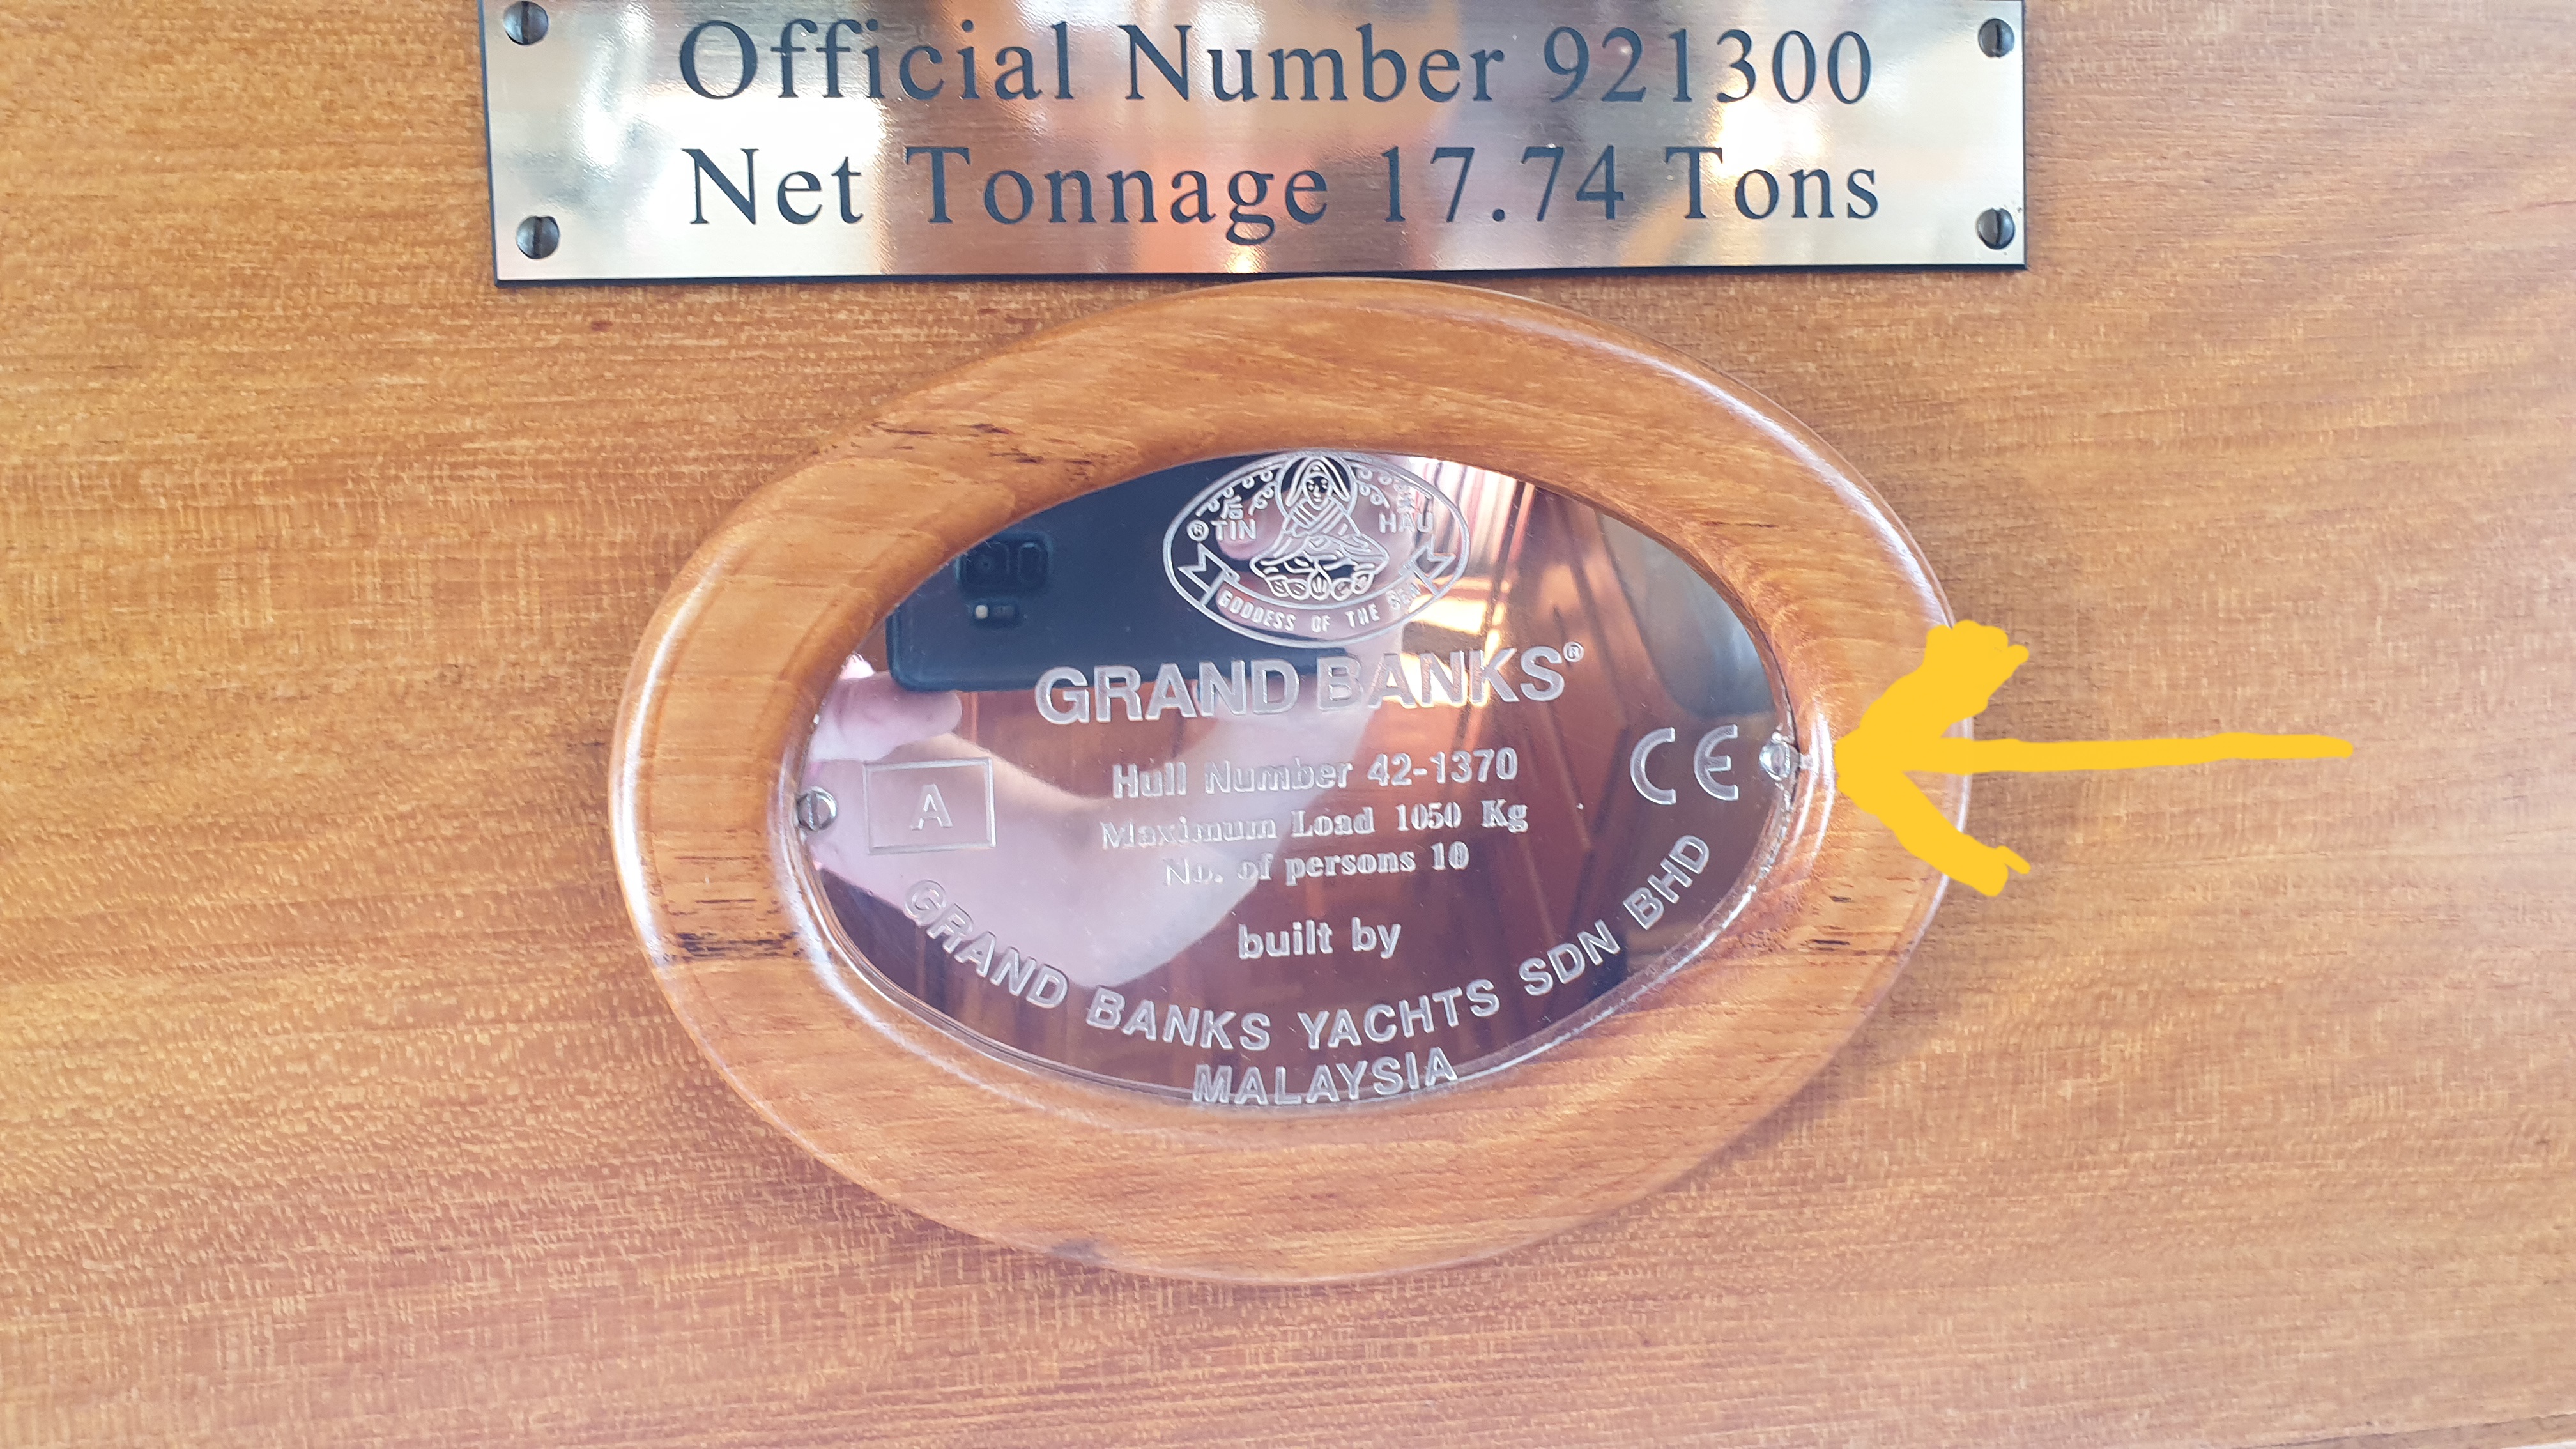 Official Number 921300
Net Tonnage 17.74 Tons
后
® TIN HAU
GODDESS OF THE SEA
GRAND BANKS®
Hull Number 42-1370
CE
A
Maximum Load 1050 Kg
No. of persons 10
built by
GRAND BANKS YACHTS SDN BHD
MALAYSIA